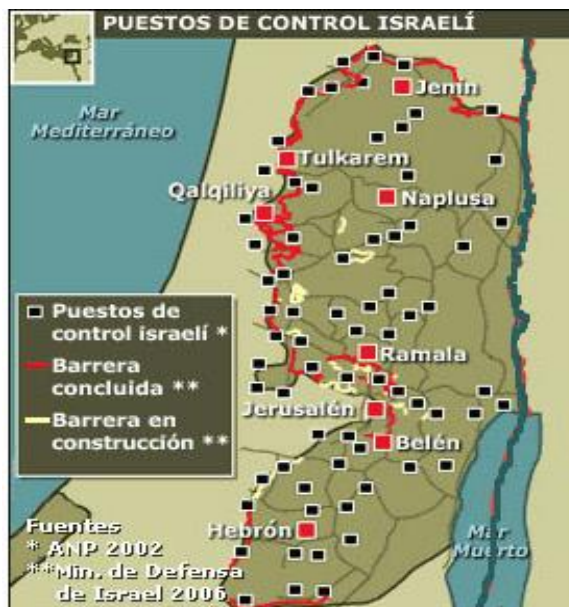 PUESTOS DE CONTROL ISRAELÍ
Mar
Mediterráneo
Jenin
Tulkarem
Qalqiliya
Naplusa
Puestos de
control israelí *
Barrera
concluida **
Barrera en
construcción **
Ramala
Jerusalén
Belén
Hebrón
Mar
Muerto
Fuentes
* ANP 2002
**Min. de Defensa
de Israel 2006